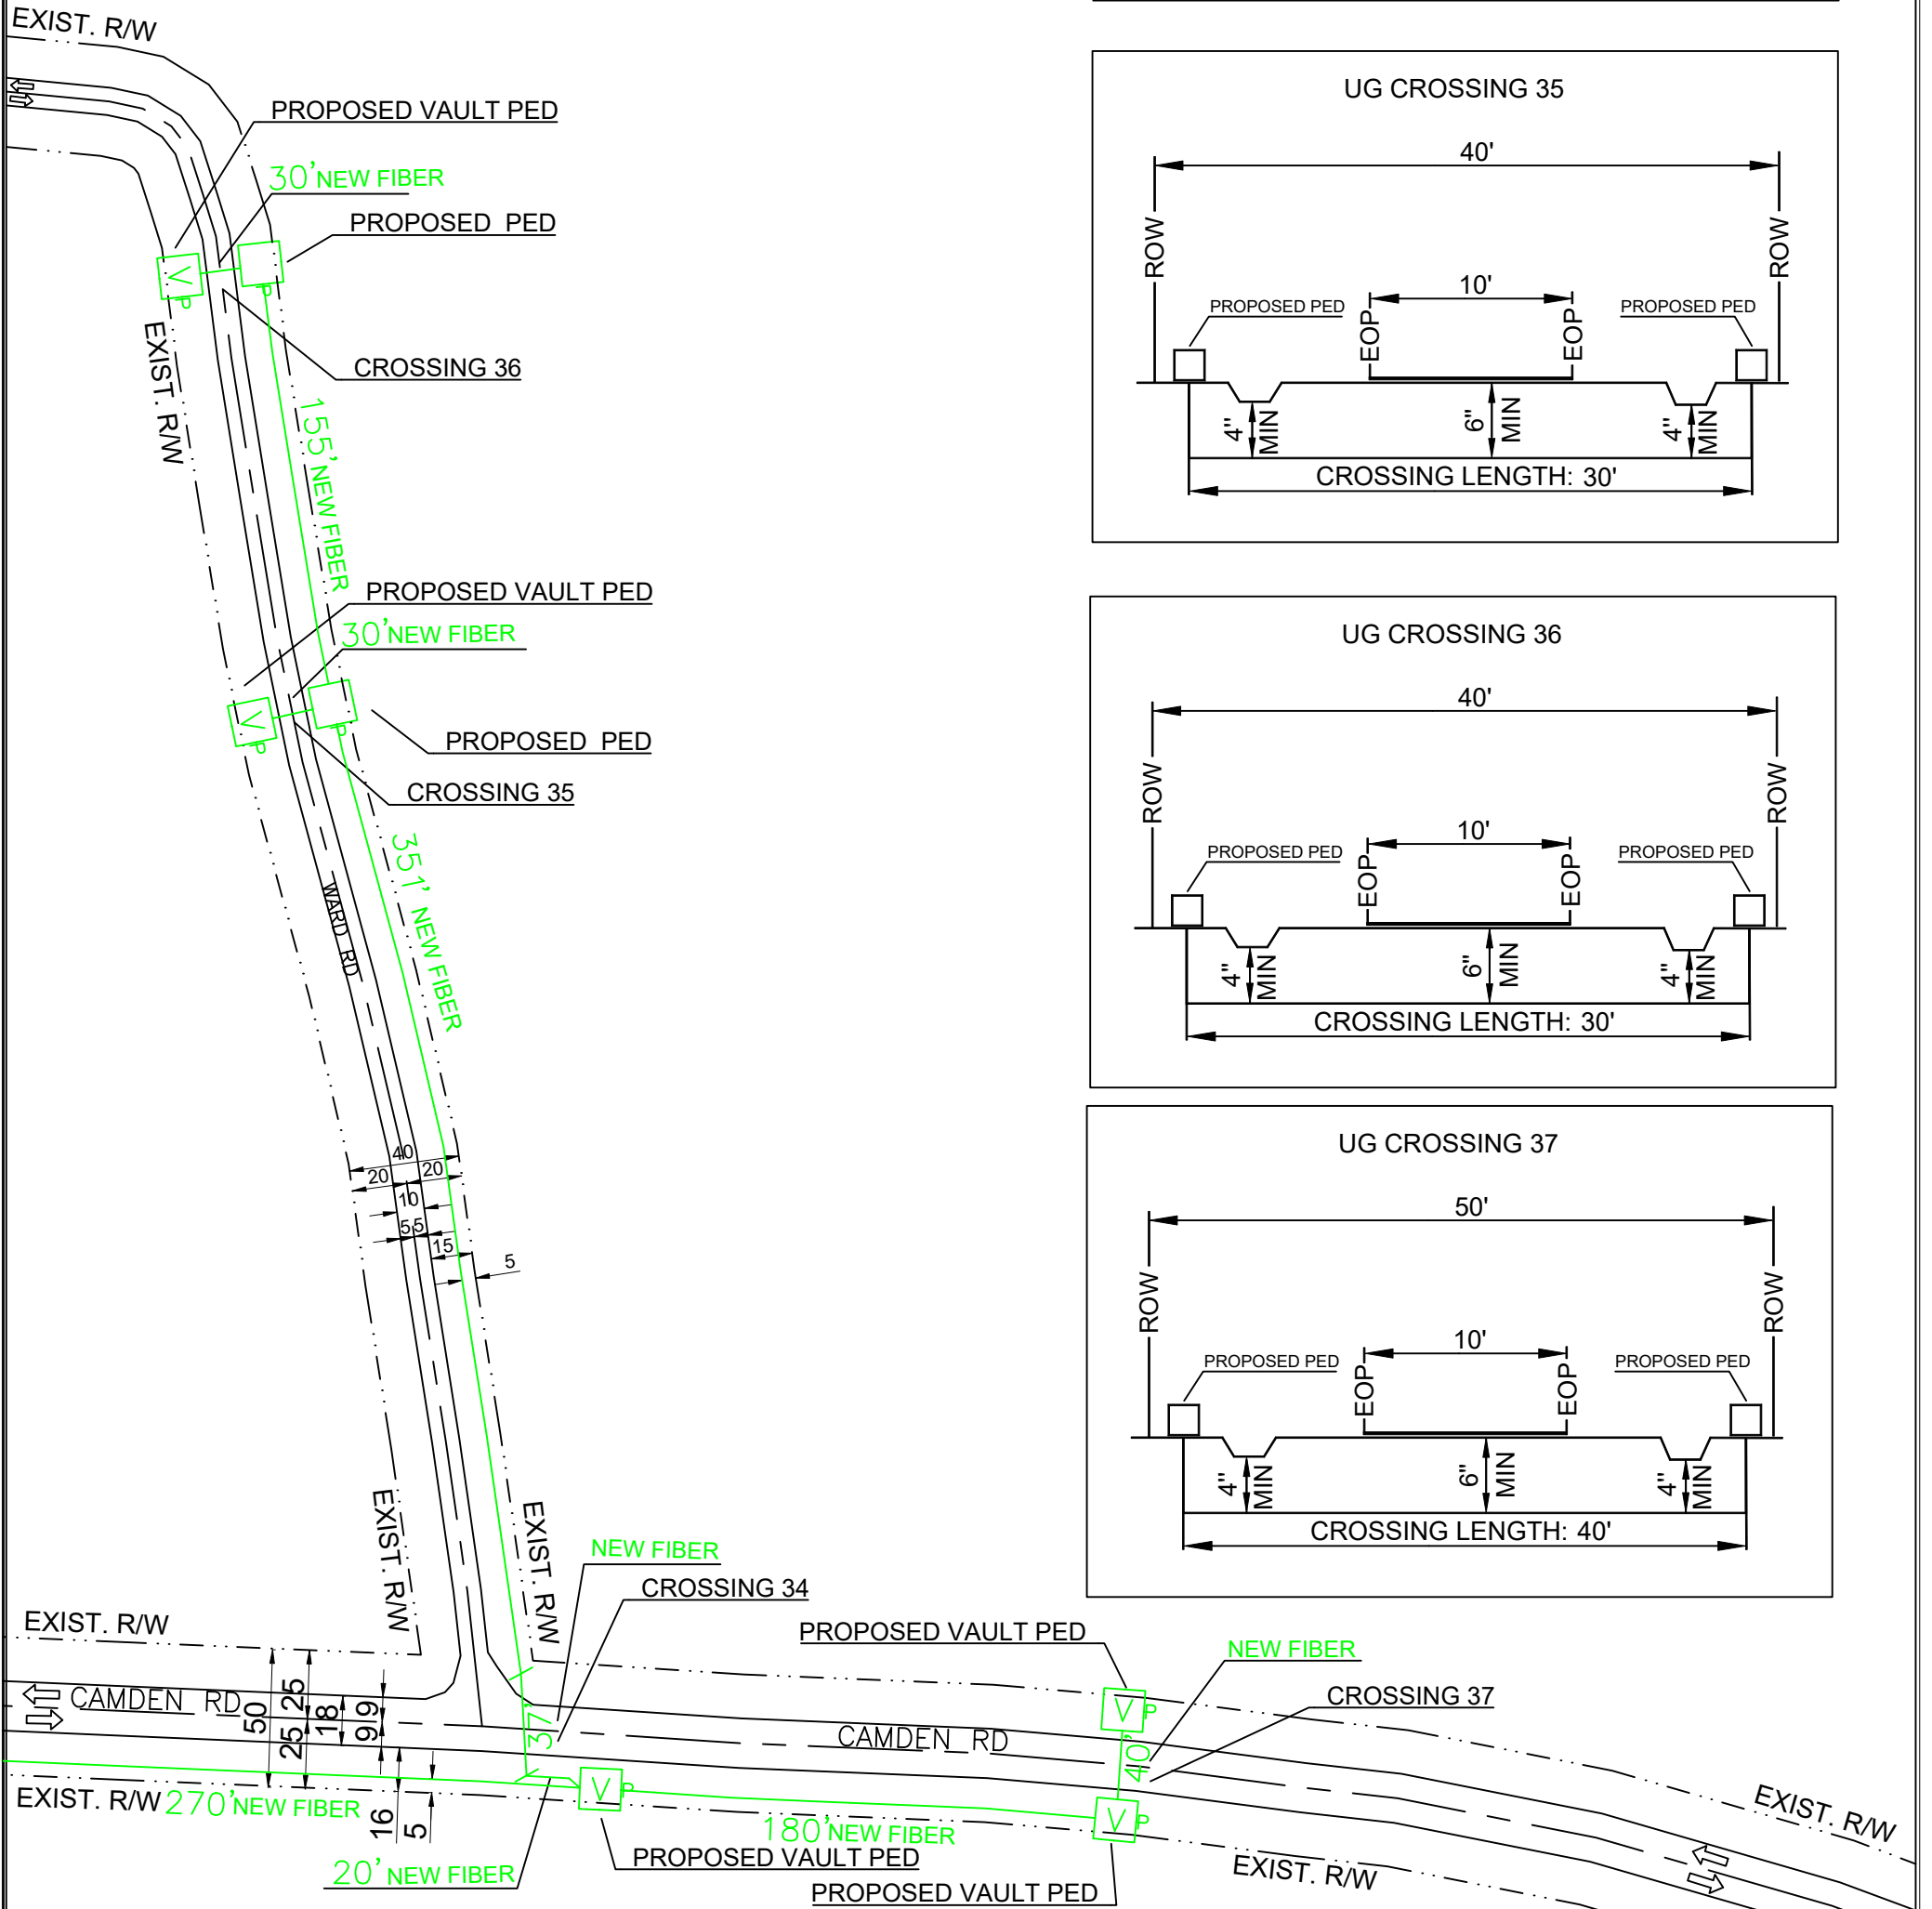 EXIST. R/W
PROPOSED VAULT PED
30' NEW FIBER
PROPOSED PED
V
P
P
EXIST. R/W
CROSSING 36
155' NEW FIBER
PROPOSED VAULT PED
30' NEW FIBER
V
P
P
PROPOSED PED
CROSSING 35
351' NEW FIBER
WARD RD
40
20
20
10
5
5
15
5
EXIST. R/W
EXIST. R/W
NEW FIBER
CROSSING 34
EXIST. R/W
CAMDEN RD
50
25
25
18
9
9
16
5
37'
EXIST. R/W
270' NEW FIBER
20' NEW FIBER
V
P
PROPOSED VAULT PED
180' NEW FIBER
CAMDEN RD
PROPOSED VAULT PED
V
P
40'
NEW FIBER
CROSSING 37
V
P
PROPOSED VAULT PED
EXIST. R/W
EXIST. R/W
UG CROSSING 35
40'
ROW
ROW
10'
PROPOSED PED
PROPOSED PED
EOP
EOP
4" MIN
6" MIN
4" MIN
CROSSING LENGTH: 30'
UG CROSSING 36
40'
ROW
ROW
10'
PROPOSED PED
PROPOSED PED
EOP
EOP
4" MIN
6" MIN
4" MIN
CROSSING LENGTH: 30'
UG CROSSING 37
50'
ROW
ROW
10'
PROPOSED PED
PROPOSED PED
EOP
EOP
4" MIN
6" MIN
4" MIN
CROSSING LENGTH: 40'